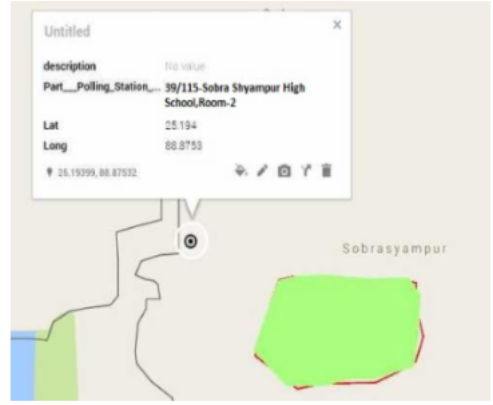 Untitled
×
description No value
Part__Polling_Station_... 39/115-Sobra Shyampur High
School,Room-2
Lat 25.194
Long 88.8753
25.19399, 88.87532
Sobrasyampur